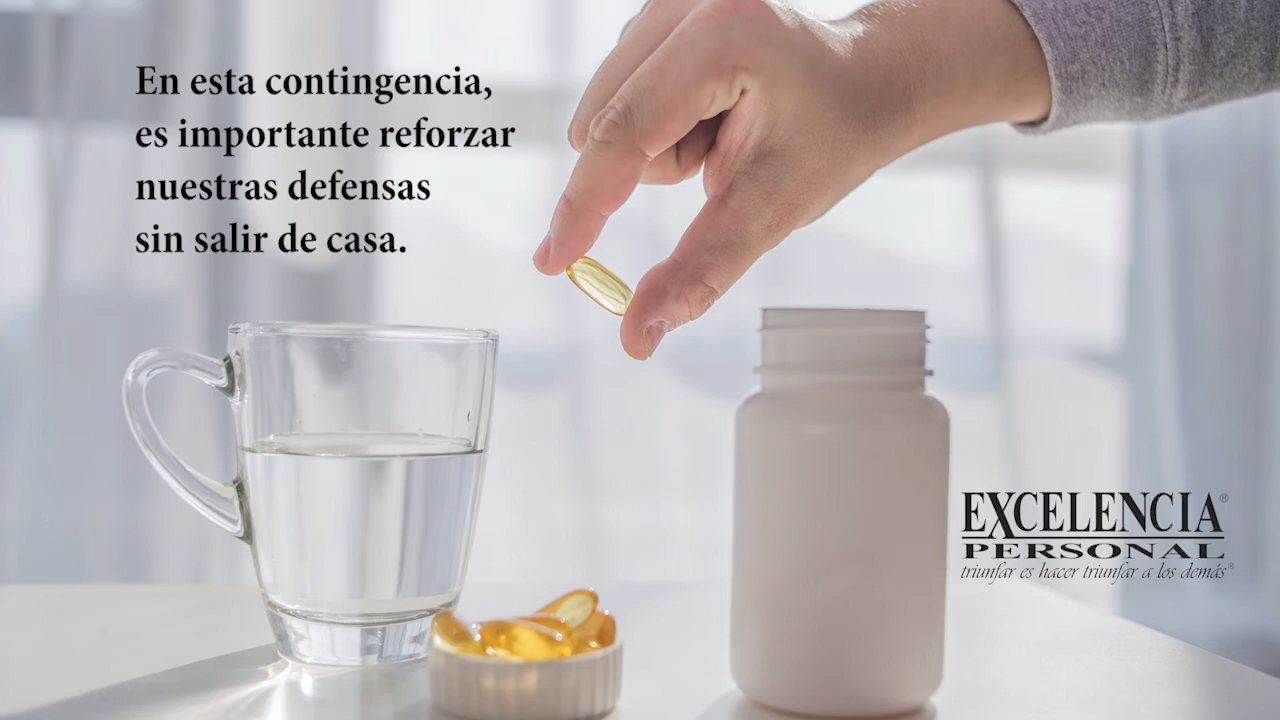 En esta contingencia,
es importante reforzar
nuestras defensas
sin salir de casa.
EXCELENCIA®
PERSONAL
triunfar es hacer triunfar a los demás®